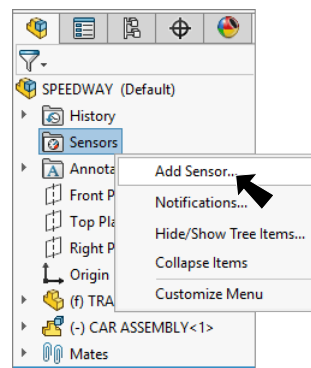 SPEEDWAY (Default)
History
Sensors
Annota
Add Sensor...
Front P
Notifications...
Top Pla
Hide/Show Tree Items...
Right P
Collapse Items
Origin
Customize Menu
(f) TRA
(-) CAR ASSEMBLY<1>
Mates